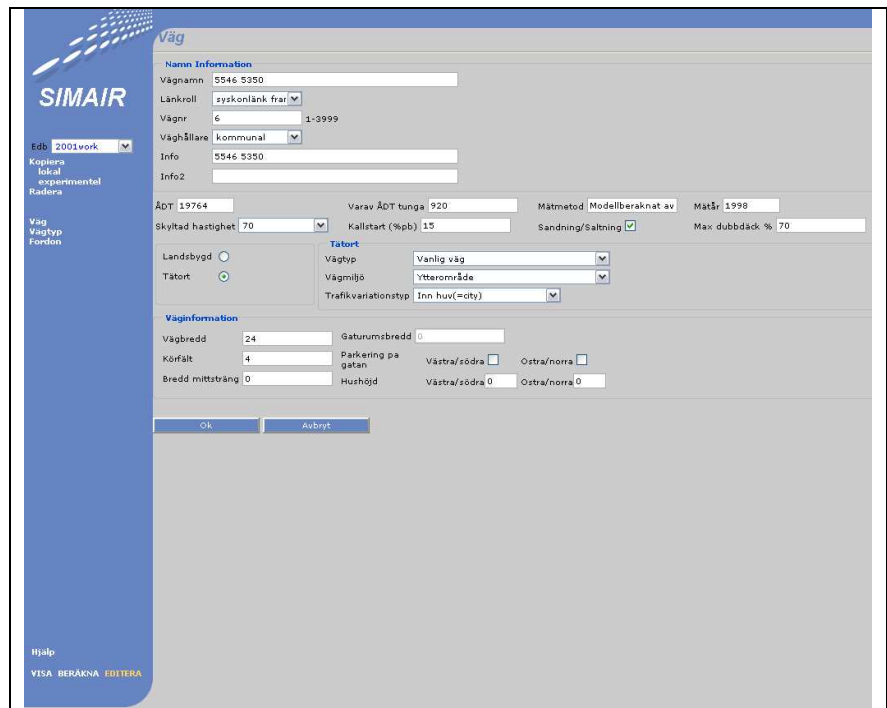 SIMAIR
Edb 2001work
Kopiera
lokal
experimentel
Radera
Väg
Vägtyp
Fordon
Hjälp
VISA BERÄKNA EDITERA
Väg
Namn Information
Vägnamn 5546 5350
Länkroll syskonlänk frar
Vägnr 6 1-3999
Väghållare kommunal
Info 5546 5350
Info2
ÅDT 19764 Varav ÅDT tunga 920 Mätmetod Modellberaknat av Mätår 1998
Skyltad hastighet 70 Kallstart (%pb) 15 Sandning/Saltning Max dubbdäck % 70
Landsbygd
Tätort
Tätort
Vägtyp Vanlig väg
Vägmiljö Ytterområde
Trafikvariationstyp Inn huv(=city)
Väginformation
Vägbredd 24 Gaturumsbredd 0
Körfält 4 Parkering pa gatan Västra/södra Ostra/norra
Bredd mittsträng 0 Hushöjd Västra/södra 0 Ostra/norra 0
Ok Avbryt